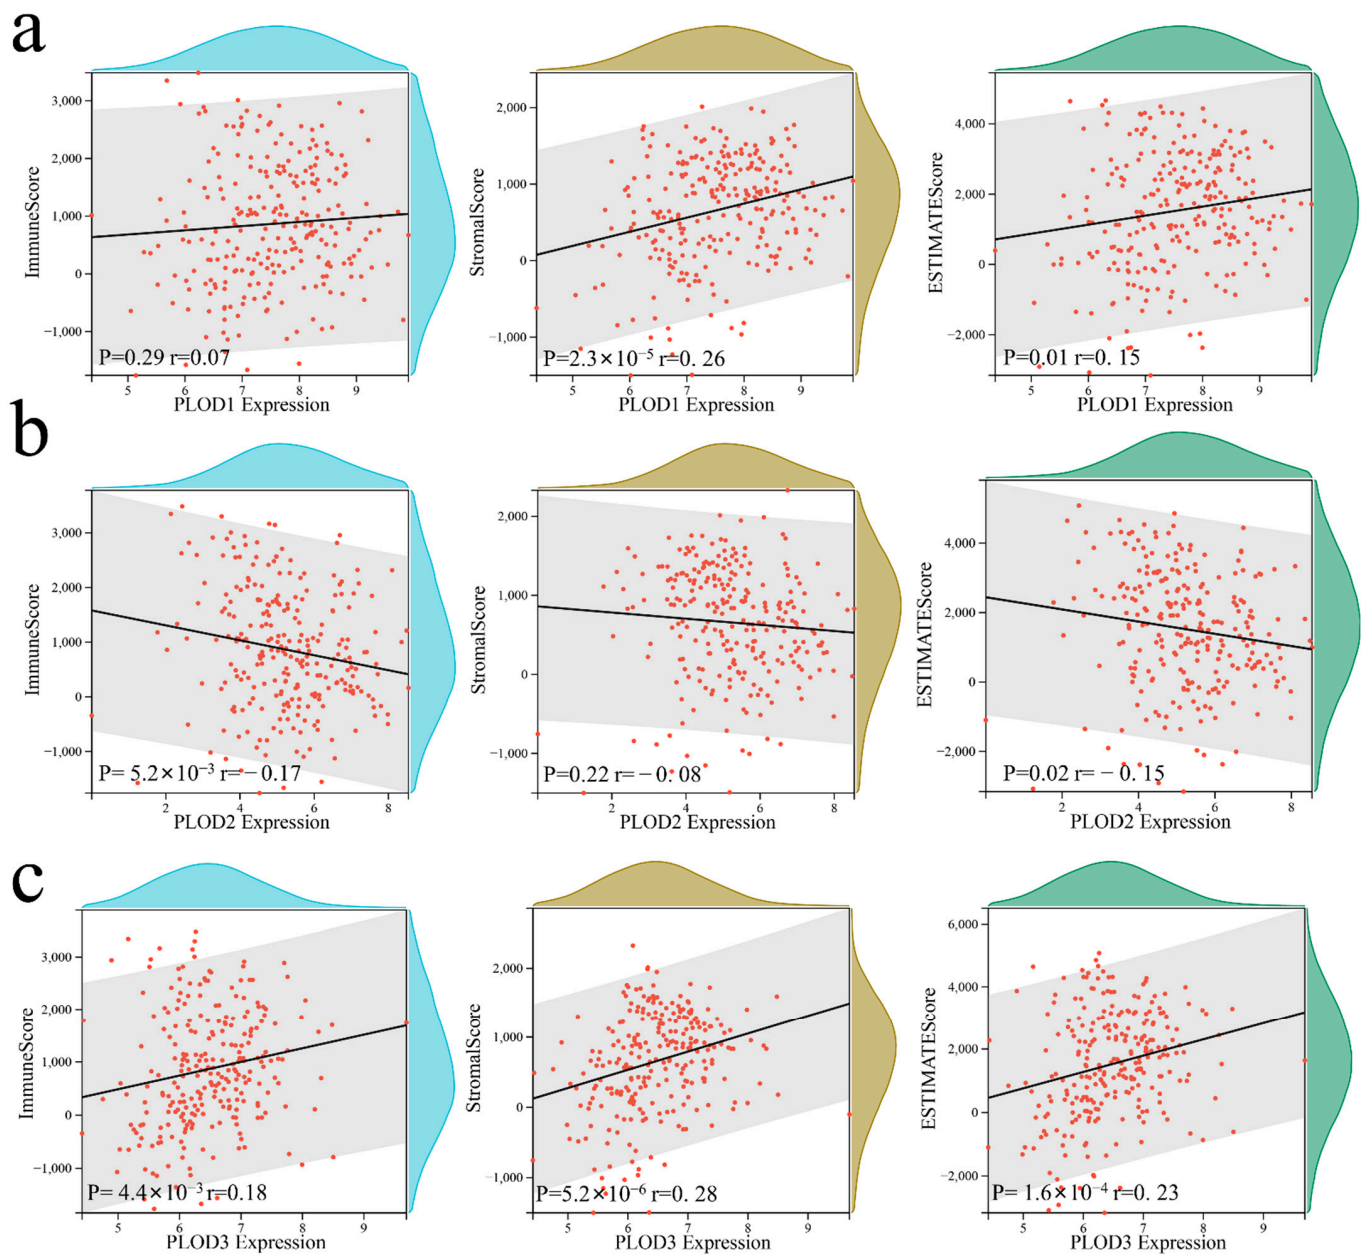 a
3,000
2,000
1,000
0
−1,000
ImmuneScore
P=0.29 r=0.07
5 6 7 8 9
PLOD1 Expression
2,000
1,000
0
−1,000
StromalScore
P=2.3×10⁻⁵ r=0. 26
5 6 7 8 9
PLOD1 Expression
4,000
2,000
0
−2,000
ESTIMATEScore
P=0.01 r=0. 15
5 6 7 8 9
PLOD1 Expression
b
3,000
2,000
1,000
0
−1,000
ImmuneScore
P= 5.2×10⁻³ r=−0.17
2 4 6 8
PLOD2 Expression
2,000
1,000
0
−1,000
StromalScore
P=0.22 r=−0.08
2 4 6 8
PLOD2 Expression
4,000
2,000
0
−2,000
ESTIMATEScore
P=0.02 r= −0.15
2 4 6 8
PLOD2 Expression
c
3,000
2,000
1,000
0
−1,000
ImmuneScore
P= 4.4×10⁻³ r=0.18
5 6 7 8 9
PLOD3 Expression
2,000
1,000
0
−1,000
StromalScore
P=5.2×10⁻⁶ r=0. 28
5 6 7 8 9
PLOD3 Expression
6,000
4,000
2,000
0
−2,000
ESTIMATEScore
P= 1.6×10⁻⁴ r=0. 23
5 6 7 8 9
PLOD3 Expression